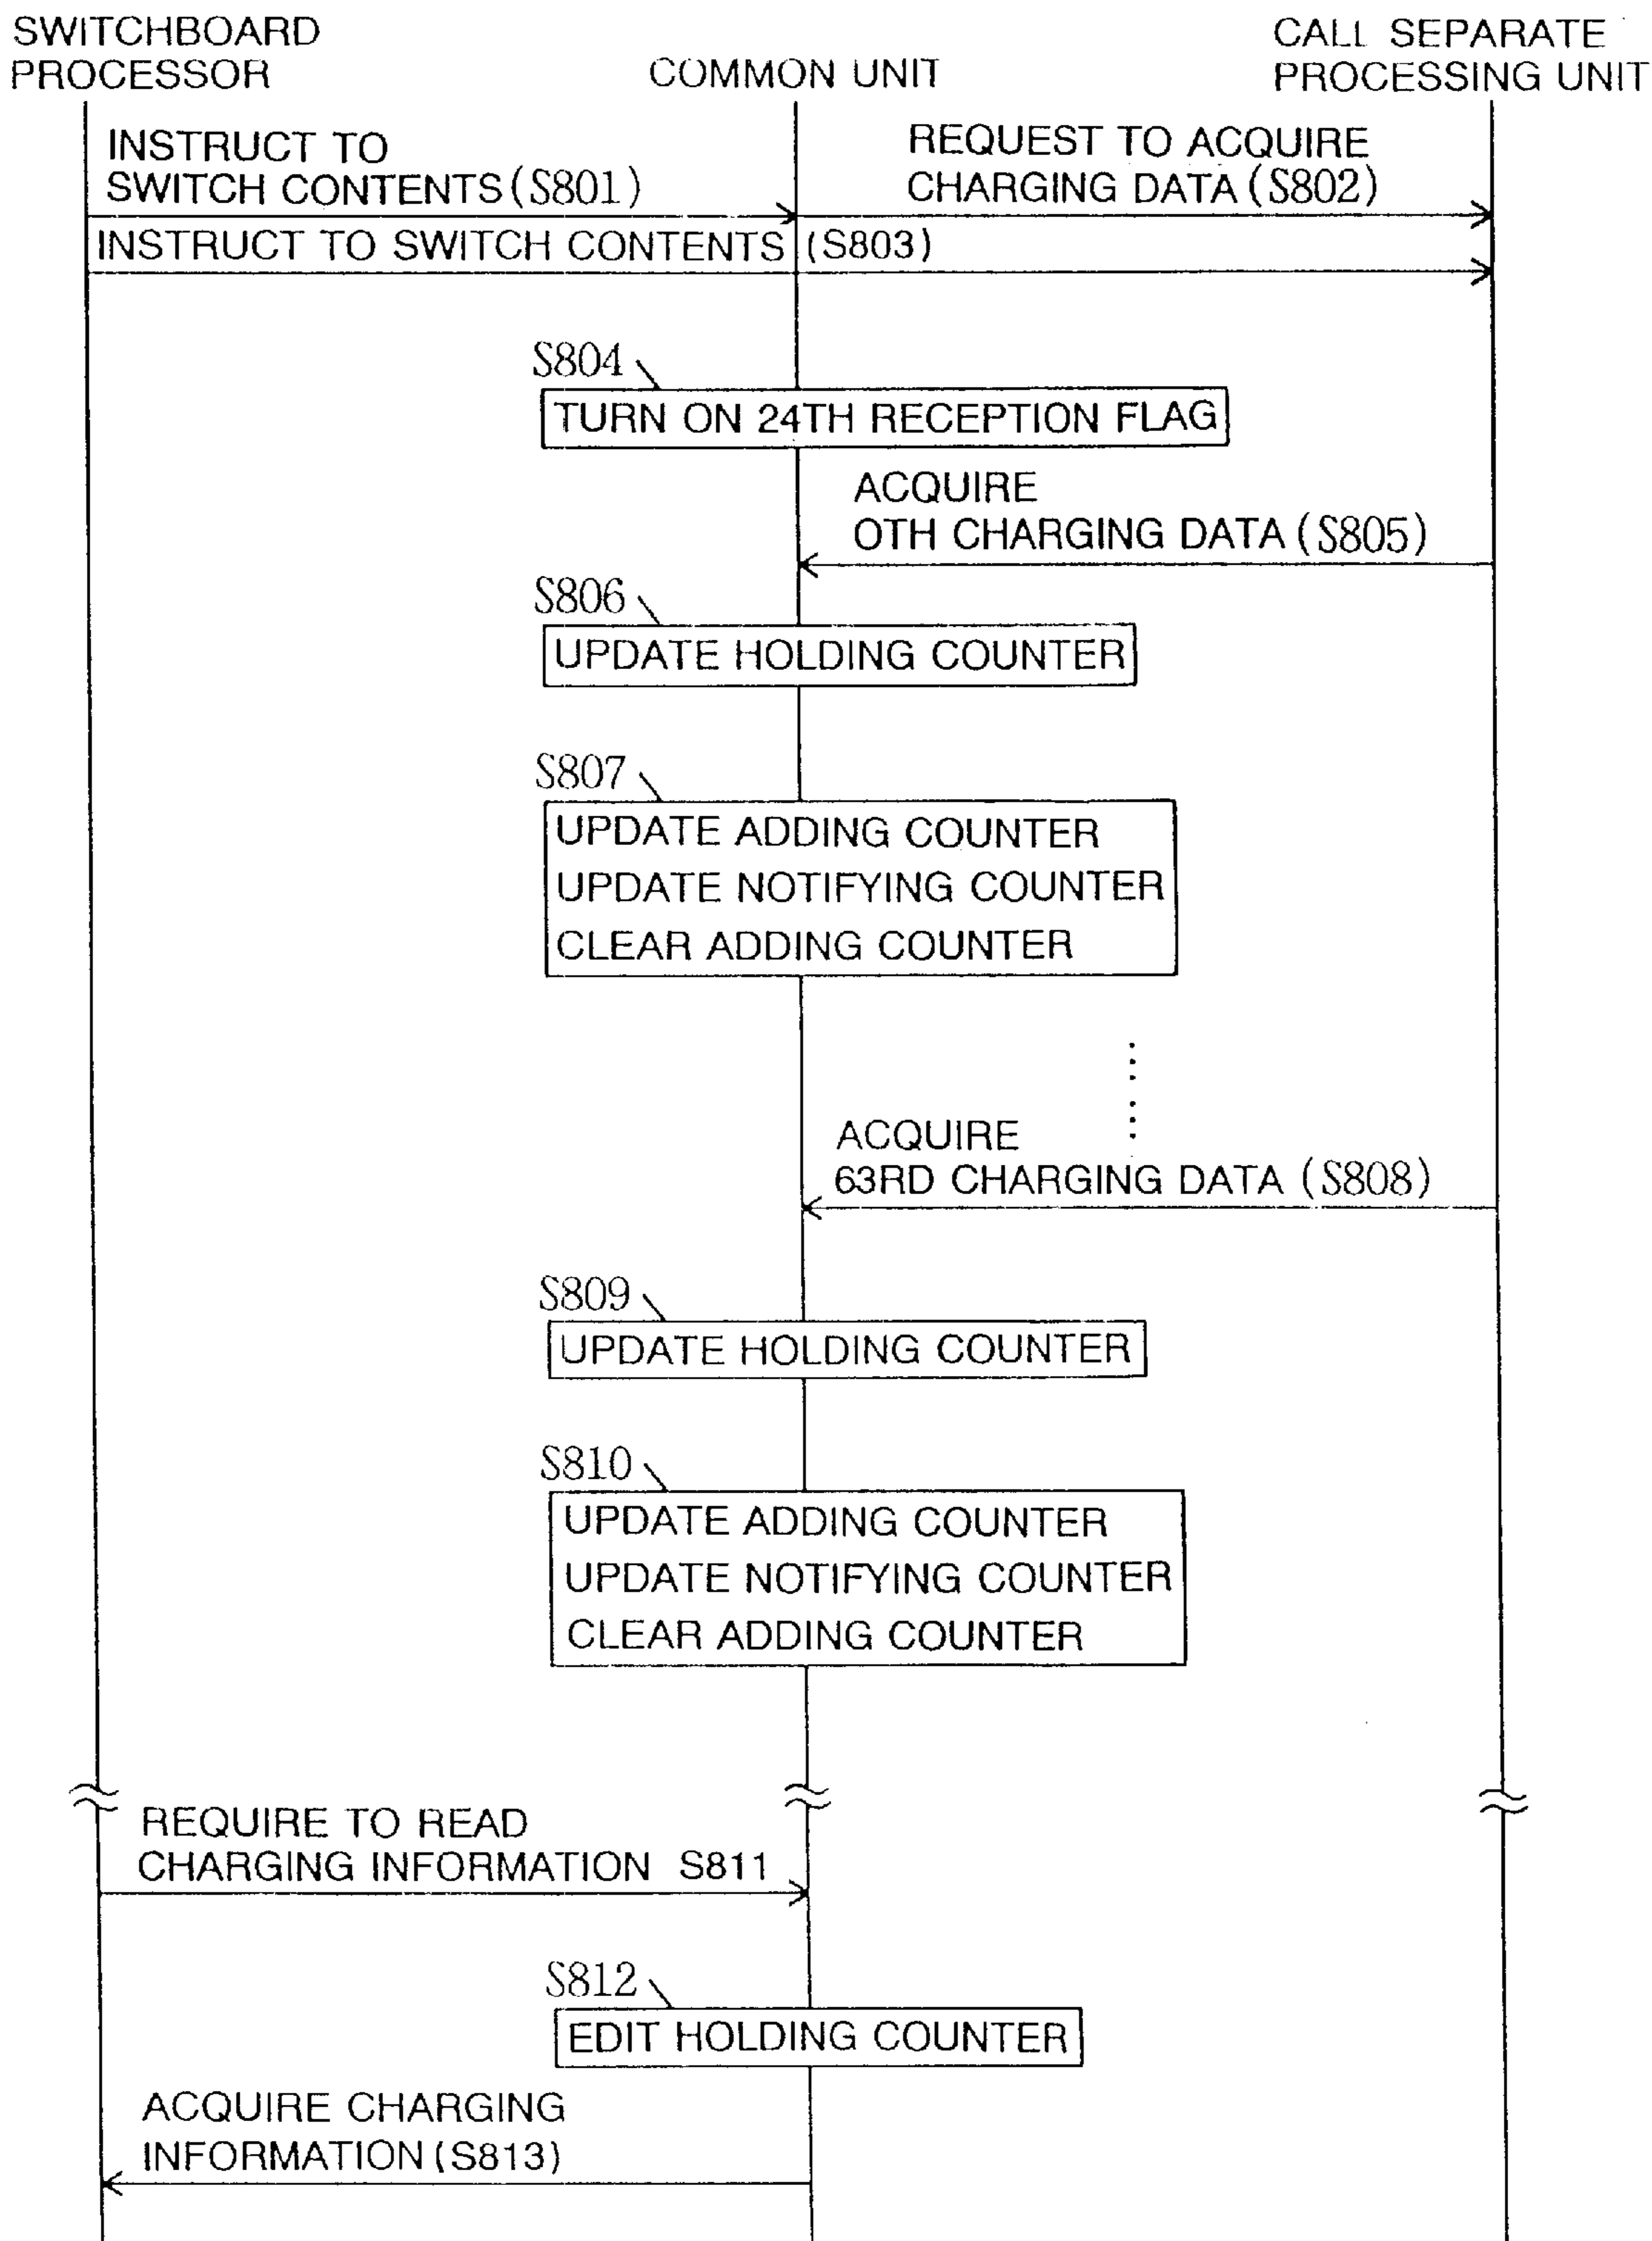 SWITCHBOARD
PROCESSOR
COMMON UNIT
CALL SEPARATE
PROCESSING UNIT
INSTRUCT TO
SWITCH CONTENTS (S801)
REQUEST TO ACQUIRE
CHARGING DATA (S802)
INSTRUCT TO SWITCH CONTENTS (S803)
S804
TURN ON 24TH RECEPTION FLAG
ACQUIRE
0TH CHARGING DATA (S805)
S806
UPDATE HOLDING COUNTER
S807
UPDATE ADDING COUNTER
UPDATE NOTIFYING COUNTER
CLEAR ADDING COUNTER
ACQUIRE
63RD CHARGING DATA (S808)
S809
UPDATE HOLDING COUNTER
S810
UPDATE ADDING COUNTER
UPDATE NOTIFYING COUNTER
CLEAR ADDING COUNTER
REQUIRE TO READ
CHARGING INFORMATION S811
S812
EDIT HOLDING COUNTER
ACQUIRE CHARGING
INFORMATION (S813)